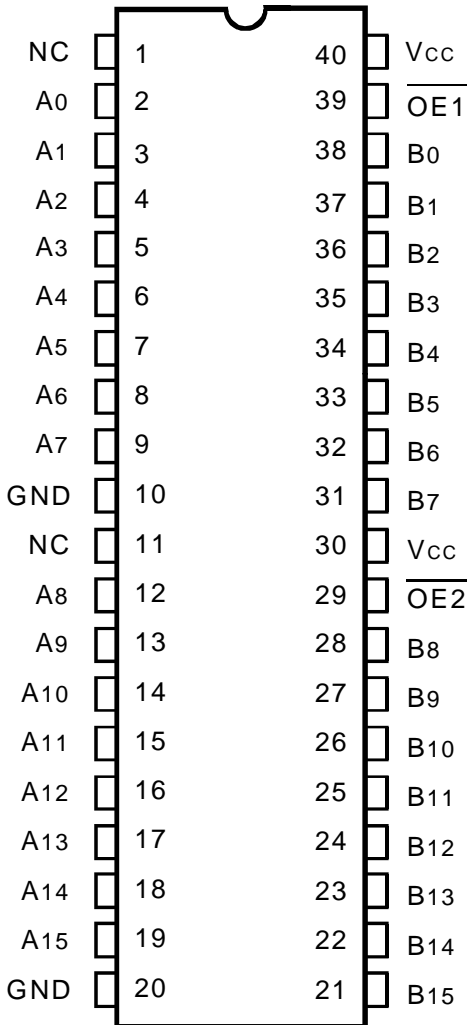 NC 1 40 Vcc
A0 2 39 OE1
A1 3 38 B0
A2 4 37 B1
A3 5 36 B2
A4 6 35 B3
A5 7 34 B4
A6 8 33 B5
A7 9 32 B6
GND 10 31 B7
NC 11 30 Vcc
A8 12 29 OE2
A9 13 28 B8
A10 14 27 B9
A11 15 26 B10
A12 16 25 B11
A13 17 24 B12
A14 18 23 B13
A15 19 22 B14
GND 20 21 B15